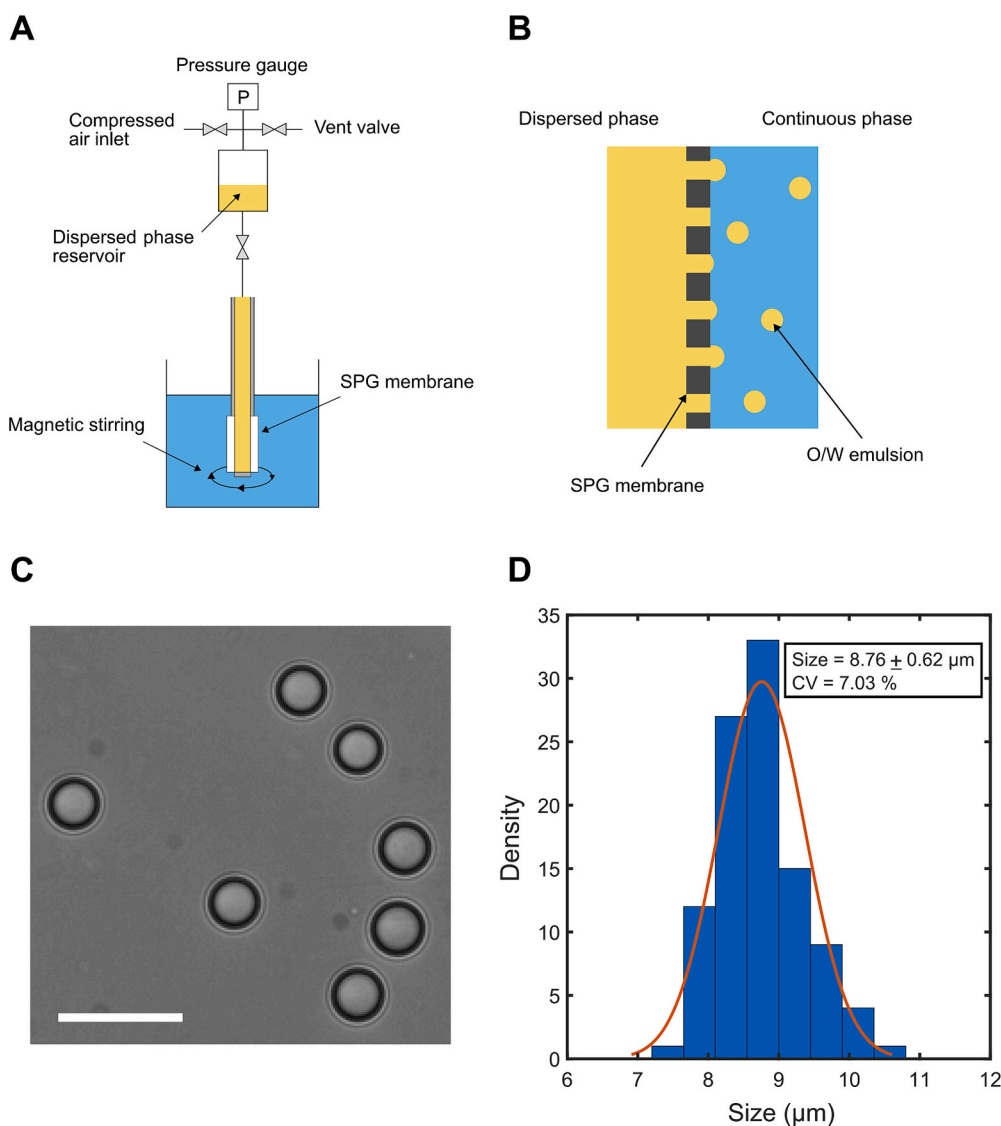 A
Pressure gauge
P
Compressed
air inlet
Vent valve
Dispersed phase
reservoir
SPG membrane
Magnetic stirring
B
Dispersed phase
Continuous phase
O/W emulsion
SPG membrane
C
D
35
30
25
20
15
10
5
0
Density
Size = 8.76 ± 0.62 μm
CV = 7.03 %
6
7
8
9
10
11
12
Size (μm)